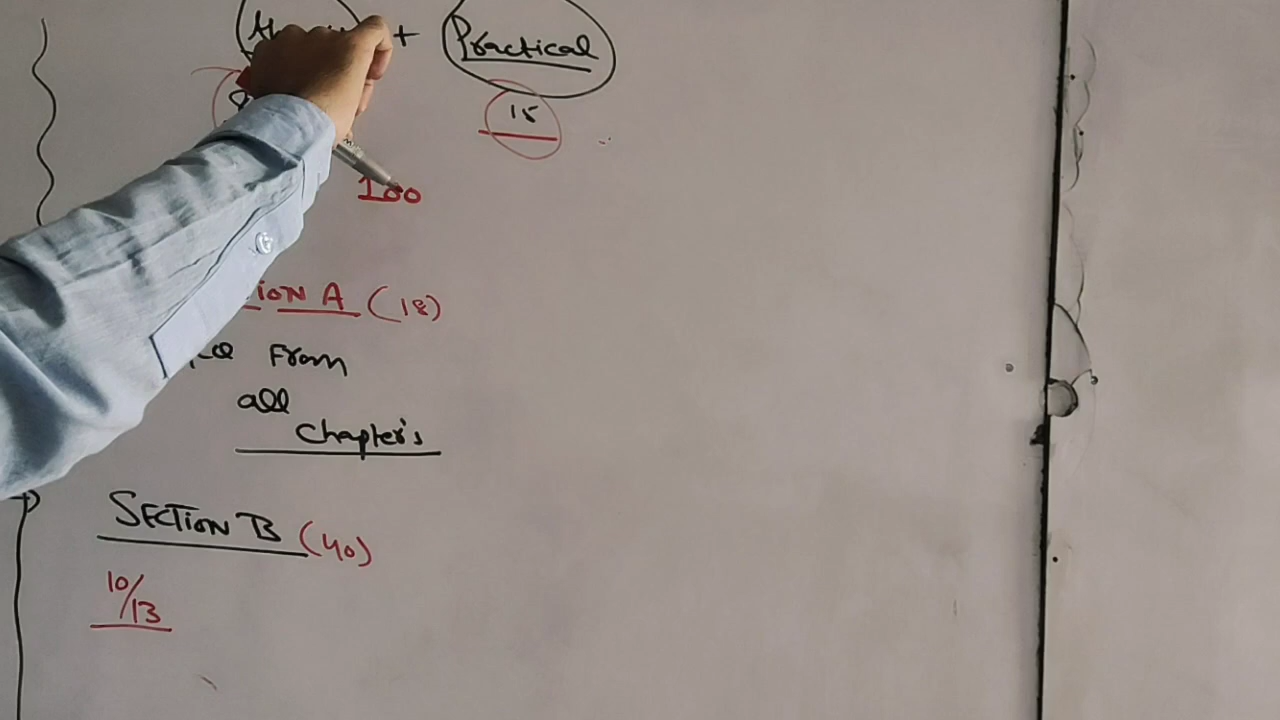 + Practical
15
100
ION A (18)
From
all
Chapter's
SECTION B (40)
10/13